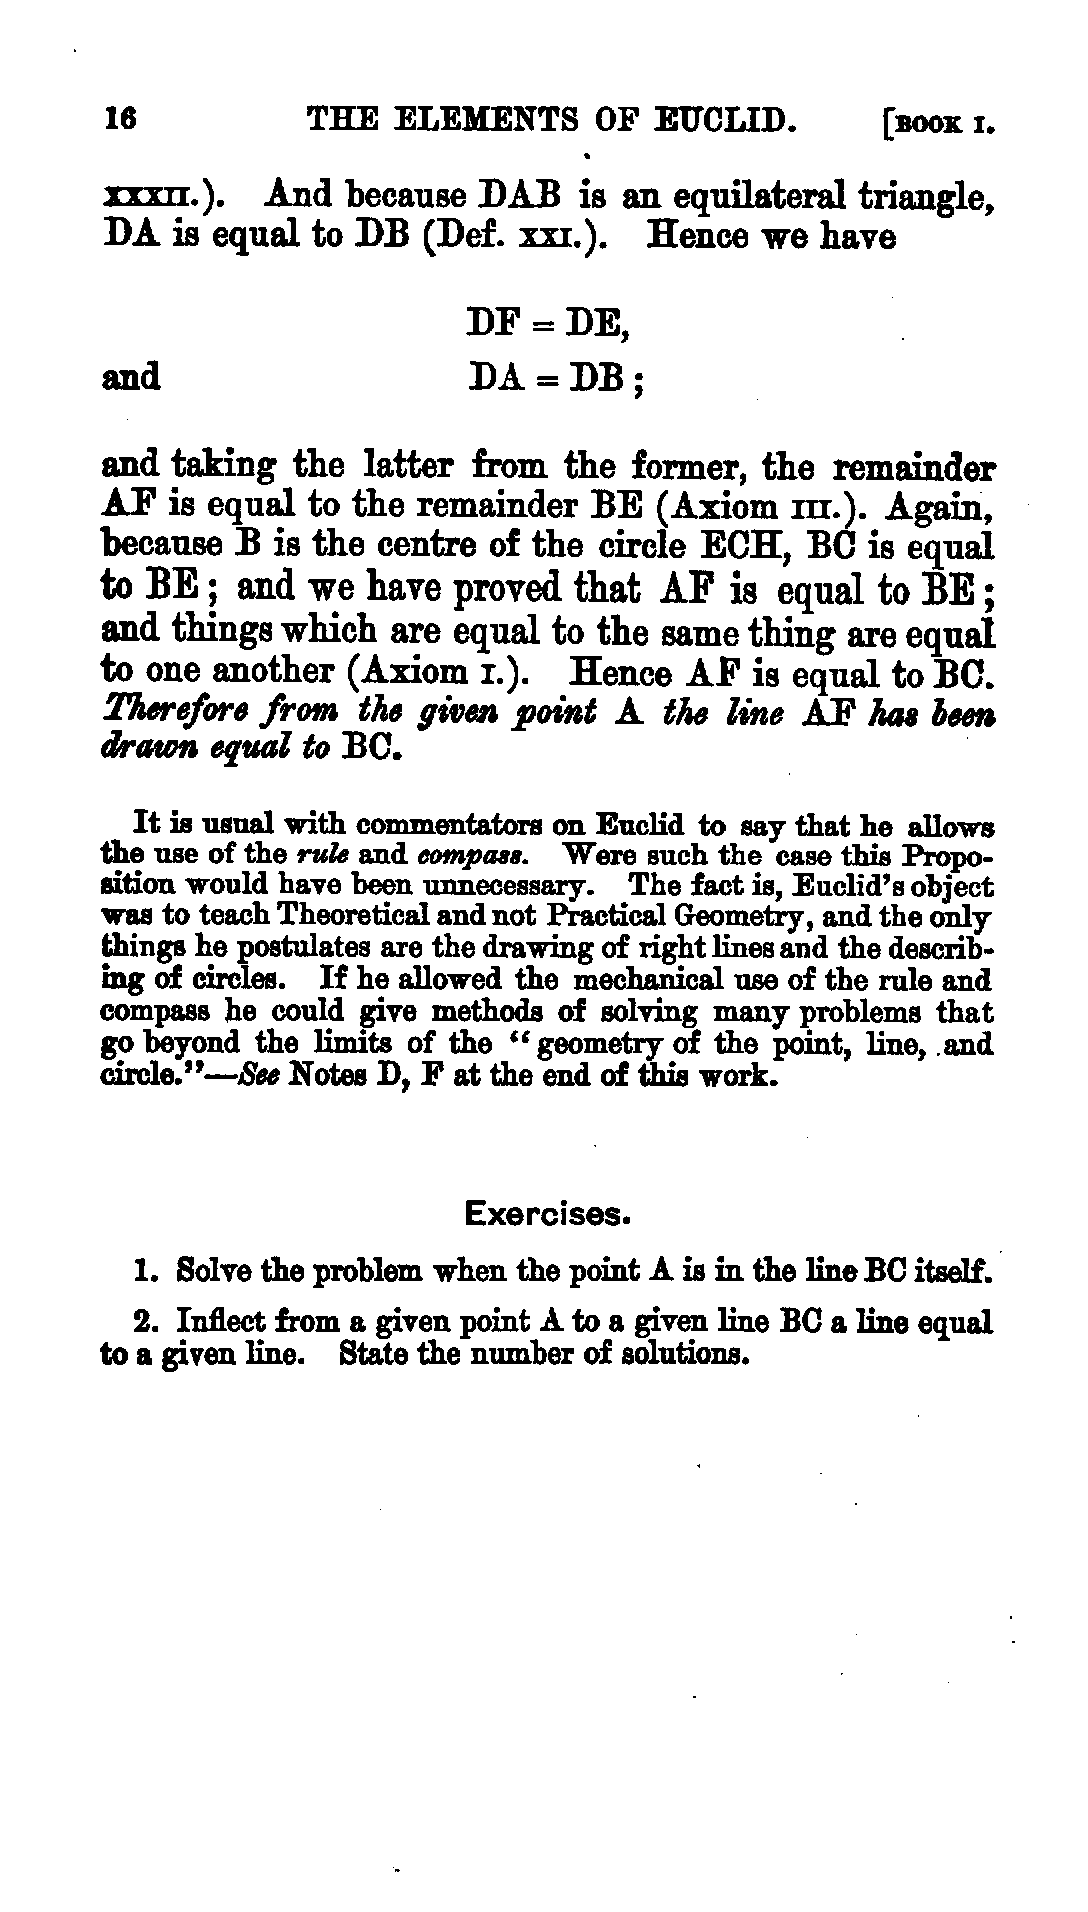 16 THE ELEMENTS OF EUCLID. [BOOK I.
XXXII.). And because DAB is an equilateral triangle,
DA is equal to DB (Def. XXI.). Hence we have
DF = DE,
and DA = DB ;
and taking the latter from the former, the remainder
AF is equal to the remainder BE (Axiom III.). Again,
because B is the centre of the circle ECH, BC is equal
to BE ; and we have proved that AF is equal to BE ;
and things which are equal to the same thing are equal
to one another (Axiom I.). Hence AF is equal to BC.
Therefore from the given point A the line AF has been
drawn equal to BC.
It is usual with commentators on Euclid to say that he allows
the use of the rule and compass. Were such the case this Propo-
sition would have been unnecessary. The fact is, Euclid's object
was to teach Theoretical and not Practical Geometry, and the only
things he postulates are the drawing of right lines and the describ-
ing of circles. If he allowed the mechanical use of the rule and
compass he could give methods of solving many problems that
go beyond the limits of the "geometry of the point, line, and
circle."—See Notes D, F at the end of this work.
Exercises.
1. Solve the problem when the point A is in the line BC itself.
2. Inflect from a given point A to a given line BC a line equal
to a given line. State the number of solutions.